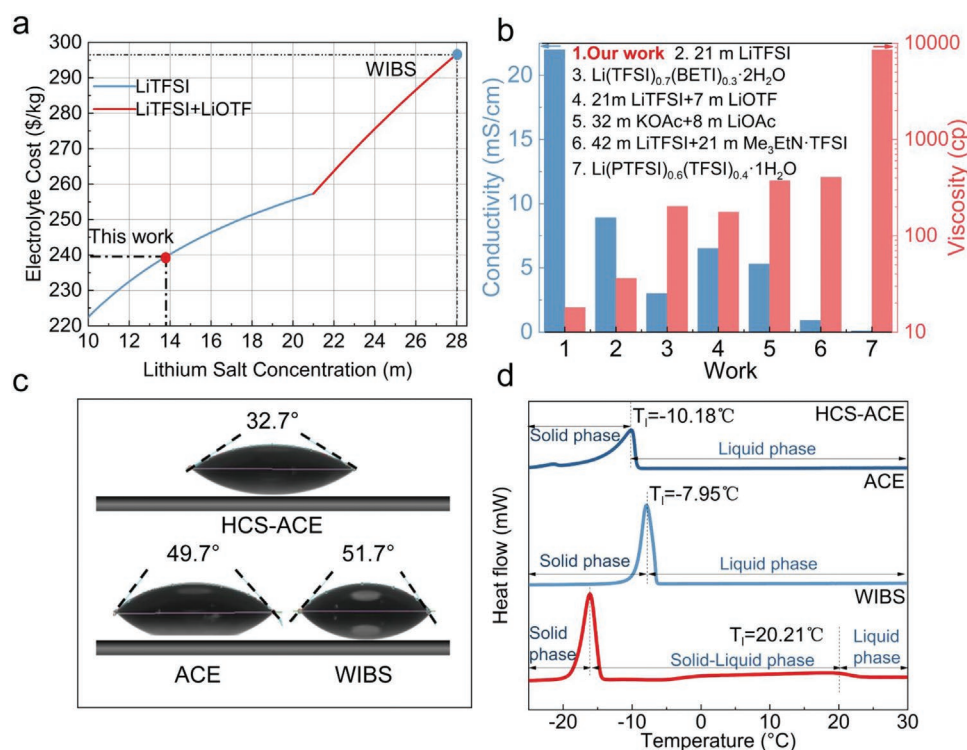 a
300
290
280
270
260
250
240
230
220
Electrolyte Cost ($/kg)
WIBS
LiTFSI
LiTFSI+LiOTF
This work
10 12 14 16 18 20 22 24 26 28
Lithium Salt Concentration (m)
b
20
15
10
5
0
Conductivity (mS/cm)
1.Our work 2. 21 m LiTFSI
3. Li(TFSI)0.7(BETI)0.3·2H2O
4. 21m LiTFSI+7 m LiOTF
5. 32 m KOAc+8 m LiOAc
6. 42 m LiTFSI+21 m Me3EtN·TFSI
7. Li(PTFSI)0.6(TFSI)0.4·1H2O
10000
1000
100
10
Viscosity (cp)
1 2 3 4 5 6 7
Work
c
32.7°
HCS-ACE
49.7° 51.7°
ACE WIBS
d
Heat flow (mW)
Tl=-10.18℃
HCS-ACE
Solid phase
Liquid phase
ACE
Tl=-7.95℃
Solid phase Liquid phase
WIBS
Solid phase
Tl=20.21℃
Liquid phase
Solid-Liquid phase
-20 -10 0 10 20 30
Temperature (°C)